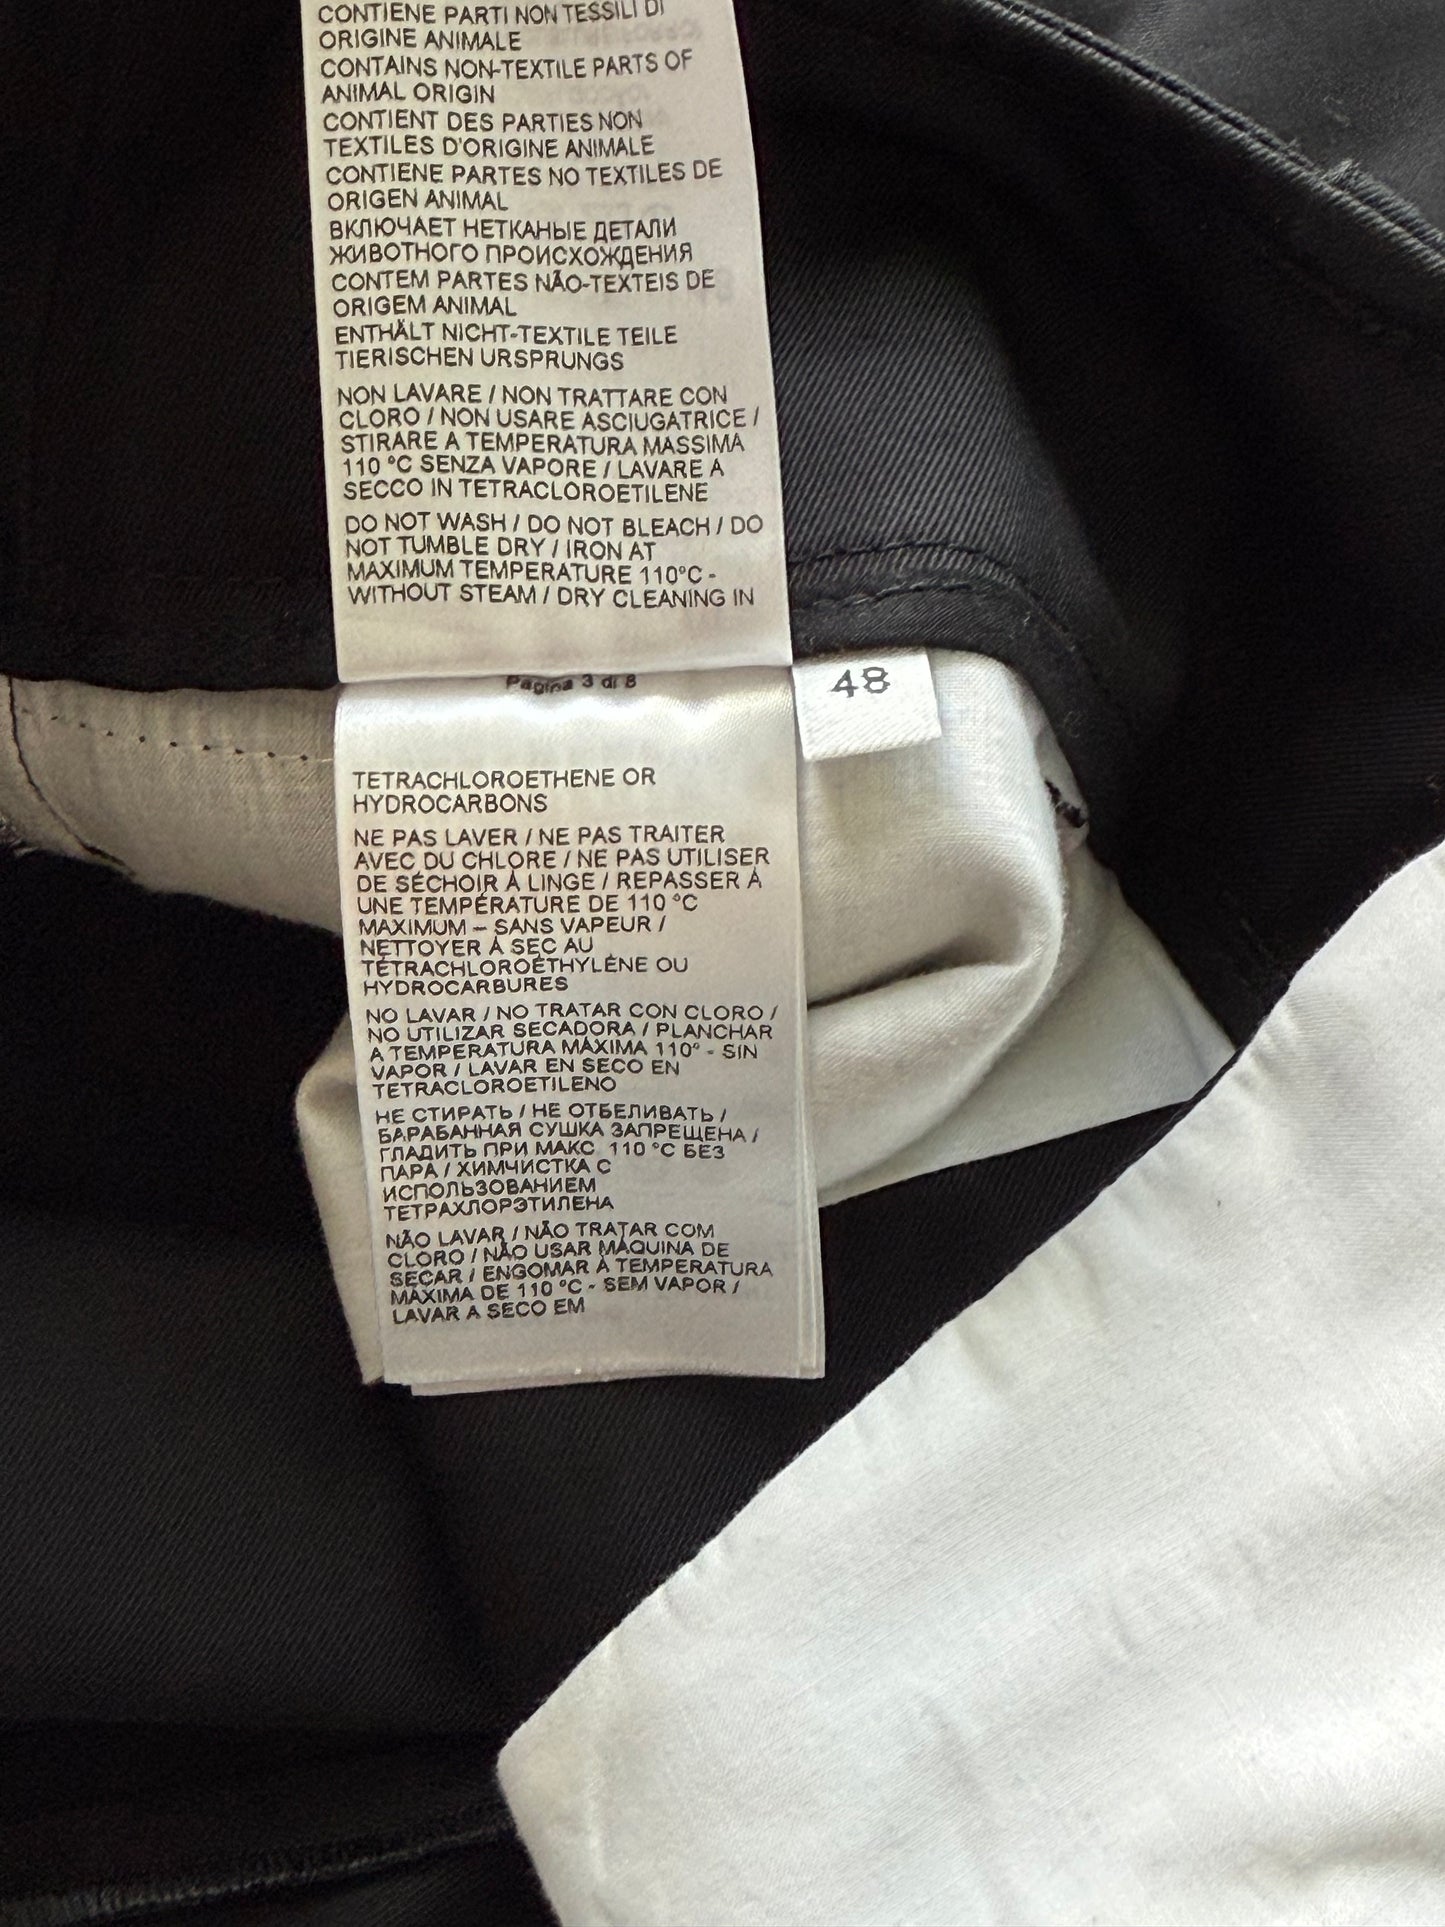 CONTIENE PARTI NON TESSILI DI
ORIGINE ANIMALE
CONTAINS NON-TEXTILE PARTS OF
ANIMAL ORIGIN
CONTIENT DES PARTIES NON
TEXTILES D'ORIGINE ANIMALE
CONTIENE PARTES NO TEXTILES DE
ORIGEN ANIMAL
ВКЛЮЧАЕТ НЕТКАНЫЕ ДЕТАЛИ
ЖИВОТНОГО ПРОИСХОЖДЕНИЯ
CONTEM PARTES NÃO-TEXTEIS DE
ORIGEM ANIMAL
ENTHÄLT NICHT-TEXTILE TEILE
TIERISCHEN URSPRUNGS
NON LAVARE / NON TRATTARE CON
CLORO / NON USARE ASCIUGATRICE /
STIRARE A TEMPERATURA MASSIMA
110 °C SENZA VAPORE / LAVARE A
SECCO IN TETRACLOROETILENE
DO NOT WASH / DO NOT BLEACH / DO
NOT TUMBLE DRY / IRON AT
MAXIMUM TEMPERATURE 110°C -
WITHOUT STEAM / DRY CLEANING IN
Pagina 3 di 8
48
TETRACHLOROETHENE OR
HYDROCARBONS
NE PAS LAVER / NE PAS TRAITER
AVEC DU CHLORE / NE PAS UTILISER
DE SÉCHOIR À LINGE / REPASSER À
UNE TEMPÉRATURE DE 110 °C
MAXIMUM – SANS VAPEUR /
NETTOYER À SEC AU
TÉTRACHLOROÉTHYLÈNE OU
HYDROCARBURES
NO LAVAR / NO TRATAR CON CLORO /
NO UTILIZAR SECADORA / PLANCHAR
A TEMPERATURA MÁXIMA 110° - SIN
VAPOR / LAVAR EN SECO EN
TETRACLOROETILENO
НЕ СТИРАТЬ / НЕ ОТБЕЛИВАТЬ /
БАРАБАННАЯ СУШКА ЗАПРЕЩЕНА /
ГЛАДИТЬ ПРИ МАКС 110 °С БЕЗ
ПАРА / ХИМЧИСТКА С
ИСПОЛЬЗОВАНИЕМ
ТЕТРАХЛОРЭТИЛЕНА
NÃO LAVAR / NÃO TRATAR COM
CLORO / NÃO USAR MÁQUINA DE
SECAR / ENGOMAR À TEMPERATURA
MÁXIMA DE 110 °C - SEM VAPOR /
LAVAR A SECO EM